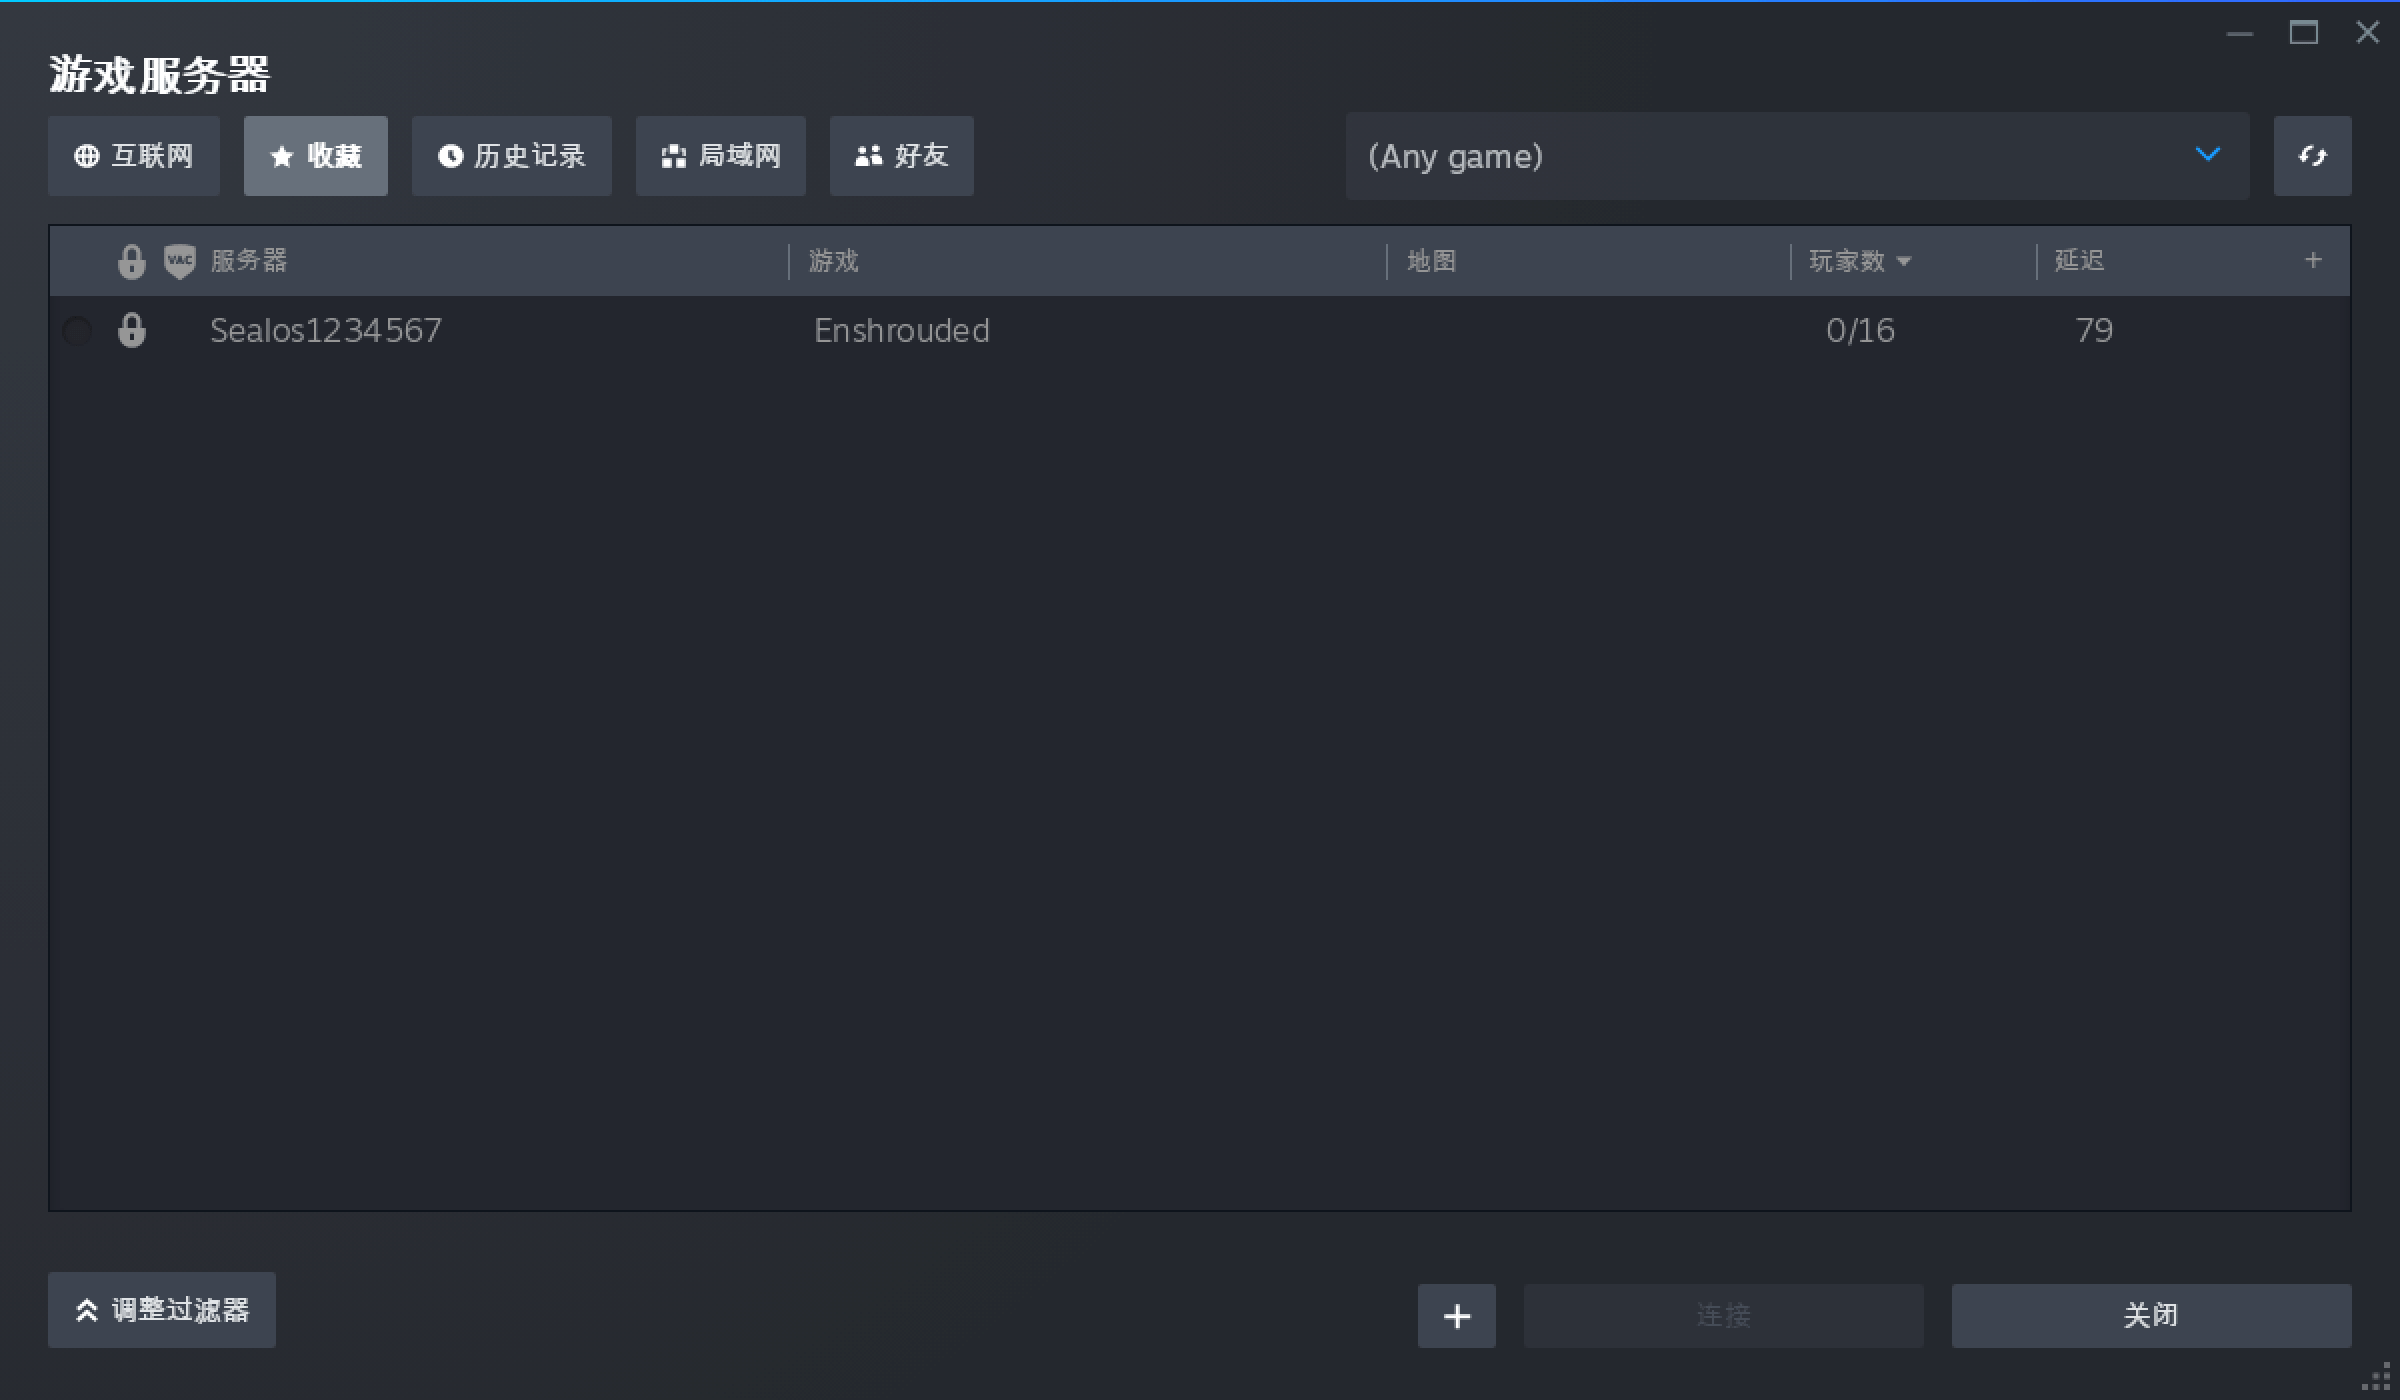 游戏服务器
互联网 收藏 历史记录 局域网 好友 (Any game)
VAC 服务器 游戏 地图 玩家数 延迟 +
Sealos1234567 Enshrouded 0/16 79
调整过滤器 + 连接 关闭